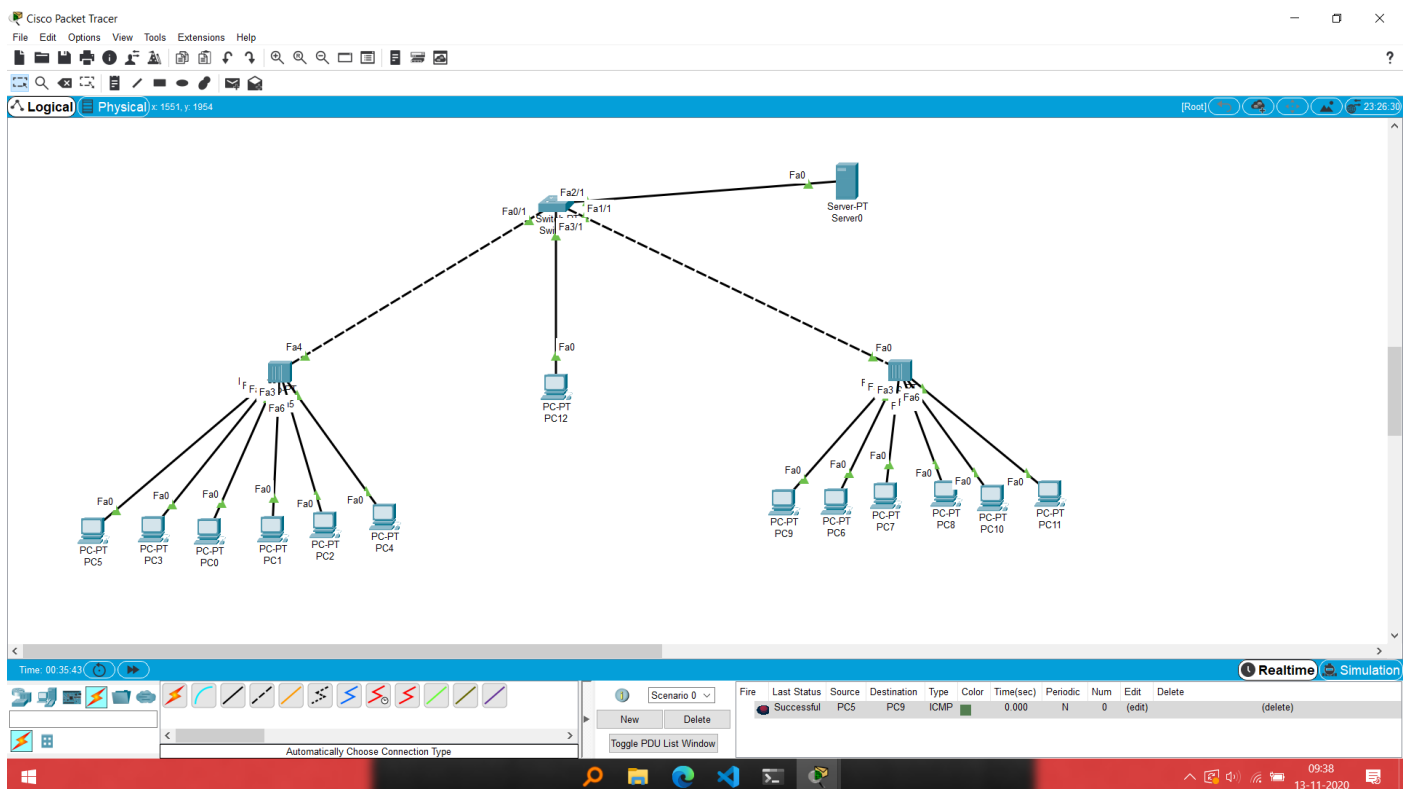 Cisco Packet Tracer
File Edit Options View Tools Extensions Help
?
Logical Physical x: 1551, y: 1954 [Root] 23:26:30
Fa0
Fa2/1
Fa0/1 Fa1/1
Server-PT
Server0
Fa3/1
Fa4 Fa0 Fa0
Fa3 Fa3
Fa6 Fa6
PC-PT
PC12
Fa0 Fa0 Fa0 Fa0 Fa0 Fa0
Fa0 Fa0 Fa0 Fa0 Fa0 Fa0
PC-PT PC-PT PC-PT PC-PT PC-PT PC-PT
PC9 PC6 PC7 PC8 PC10 PC11
PC-PT PC-PT PC-PT PC-PT PC-PT PC-PT
PC5 PC3 PC0 PC1 PC2 PC4
Time: 00:35:43 Realtime Simulation
Scenario 0
New Delete
Toggle PDU List Window
Fire Last Status Source Destination Type Color Time(sec) Periodic Num Edit Delete
Successful PC5 PC9 ICMP 0.000 N 0 (edit) (delete)
Automatically Choose Connection Type
09:38
13-11-2020